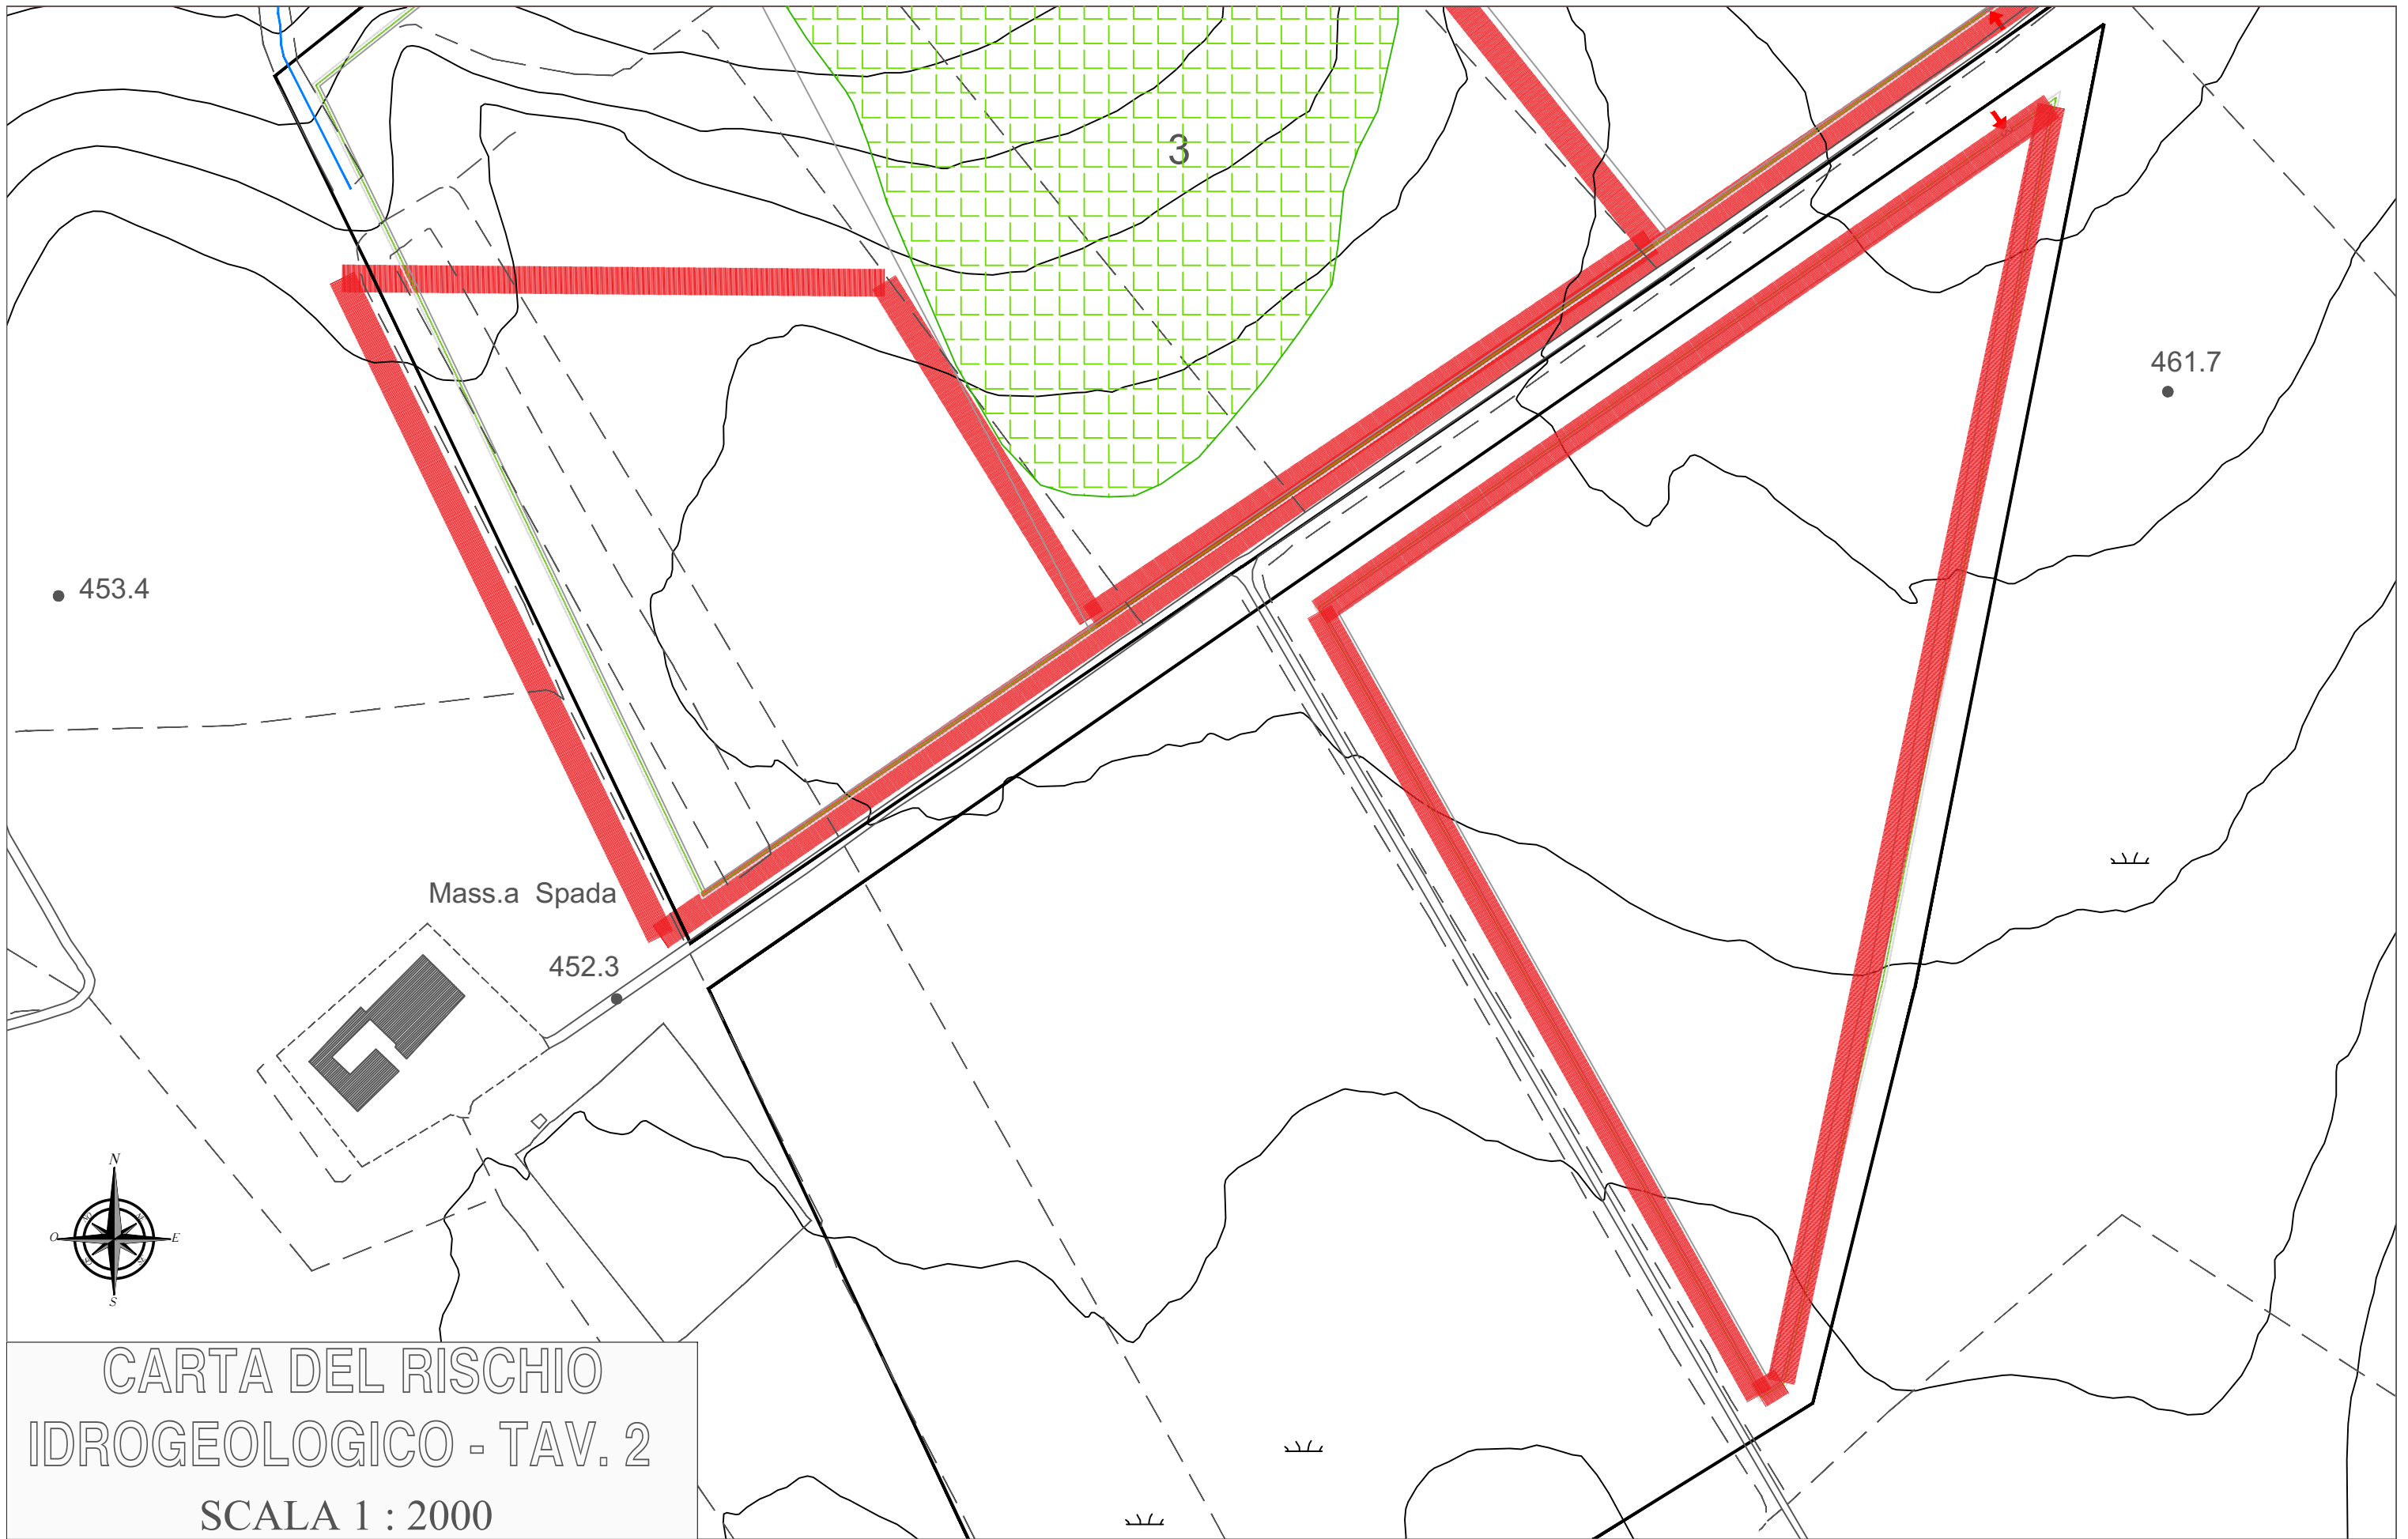 3
461.7
453.4
Mass.a Spada
452.3
N
O E
S
CARTA DEL RISCHIO
IDROGEOLOGICO - TAV. 2
SCALA 1 : 2000